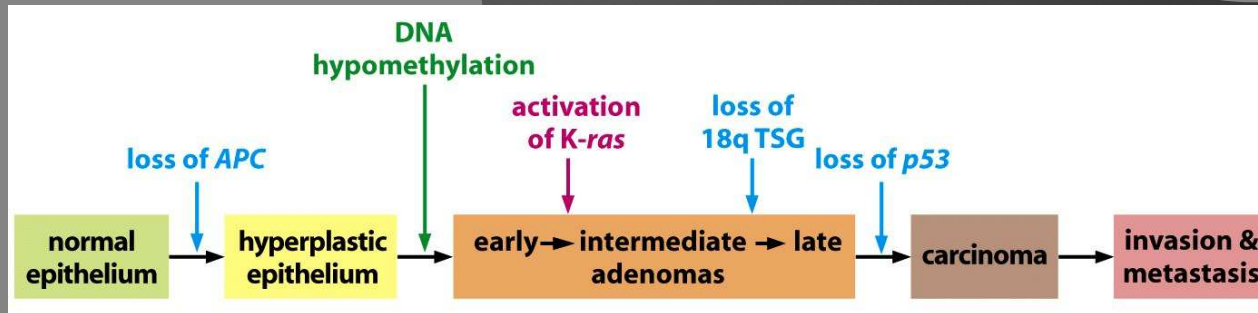 DNA
hypomethylation
activation
of K-ras
loss of
18q TSG
loss of APC
loss of p53
normal
epithelium
hyperplastic
epithelium
early → intermediate → late
adenomas
carcinoma
invasion &
metastasis